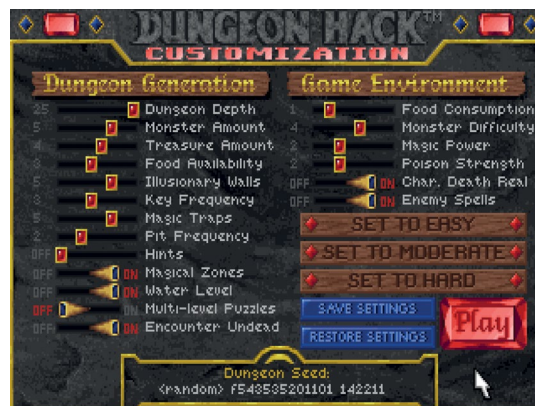 DUNGEON HACK™
CUSTOMIZATION
Dungeon Generation
25 Dungeon Depth
5 Monster Amount
4 Treasure Amount
3 Food Availability
5 Illusionary Walls
3 Key Frequency
5 Magic Traps
2 Pit Frequency
OFF Hints
OFF ON Magical Zones
OFF ON Water Level
OFF ON Multi-level Puzzles
OFF ON Encounter Undead
Game Environment
1 Food Consumption
4 Monster Difficulty
2 Magic Power
2 Poison Strength
OFF ON Char. Death Real
OFF ON Enemy Spells
SET TO EASY
SET TO MODERATE
SET TO HARD
SAVE SETTINGS
RESTORE SETTINGS
Play
Dungeon Seed:
<random> f543535201101 142211